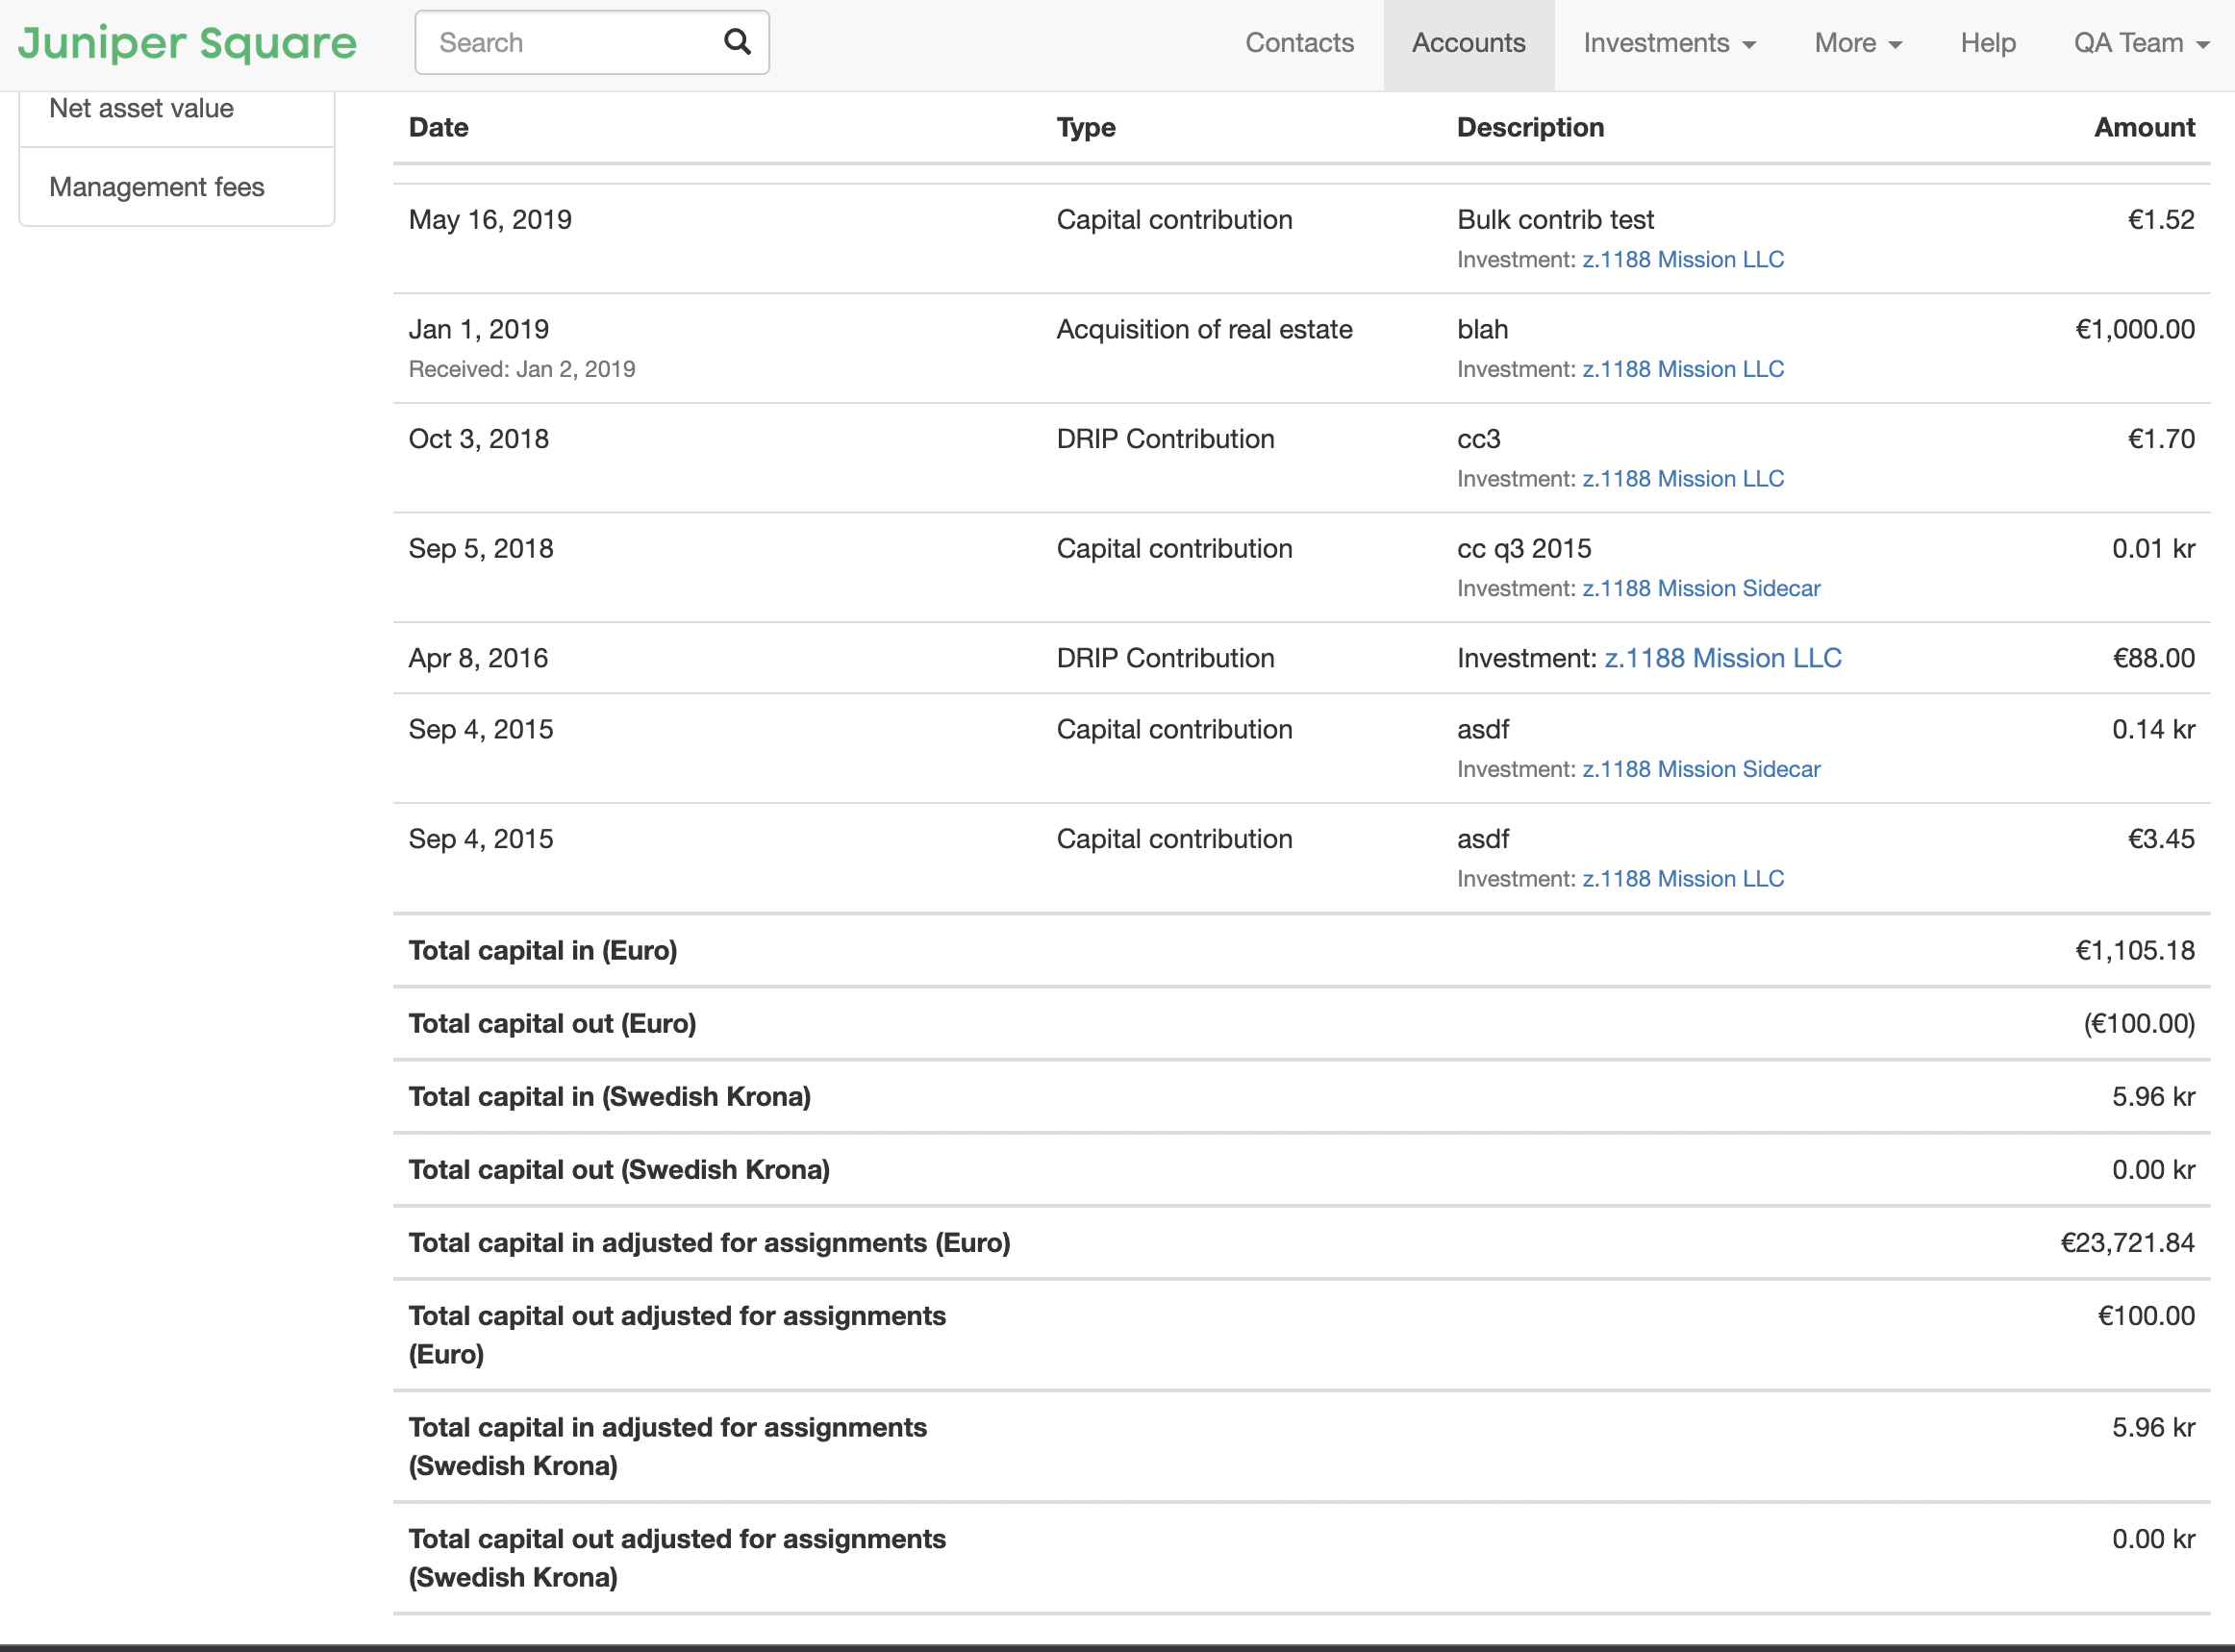 Juniper Square
Search
Contacts
Accounts
Investments
More
Help
QA Team
Net asset value
Management fees
Date Type Description Amount
May 16, 2019 Capital contribution Bulk contrib test €1.52
Investment: z.1188 Mission LLC
Jan 1, 2019 Acquisition of real estate blah €1,000.00
Received: Jan 2, 2019 Investment: z.1188 Mission LLC
Oct 3, 2018 DRIP Contribution cc3 €1.70
Investment: z.1188 Mission LLC
Sep 5, 2018 Capital contribution cc q3 2015 0.01 kr
Investment: z.1188 Mission Sidecar
Apr 8, 2016 DRIP Contribution Investment: z.1188 Mission LLC €88.00
Sep 4, 2015 Capital contribution asdf 0.14 kr
Investment: z.1188 Mission Sidecar
Sep 4, 2015 Capital contribution asdf €3.45
Investment: z.1188 Mission LLC
Total capital in (Euro) €1,105.18
Total capital out (Euro) (€100.00)
Total capital in (Swedish Krona) 5.96 kr
Total capital out (Swedish Krona) 0.00 kr
Total capital in adjusted for assignments (Euro) €23,721.84
Total capital out adjusted for assignments €100.00
(Euro)
Total capital in adjusted for assignments 5.96 kr
(Swedish Krona)
Total capital out adjusted for assignments 0.00 kr
(Swedish Krona)